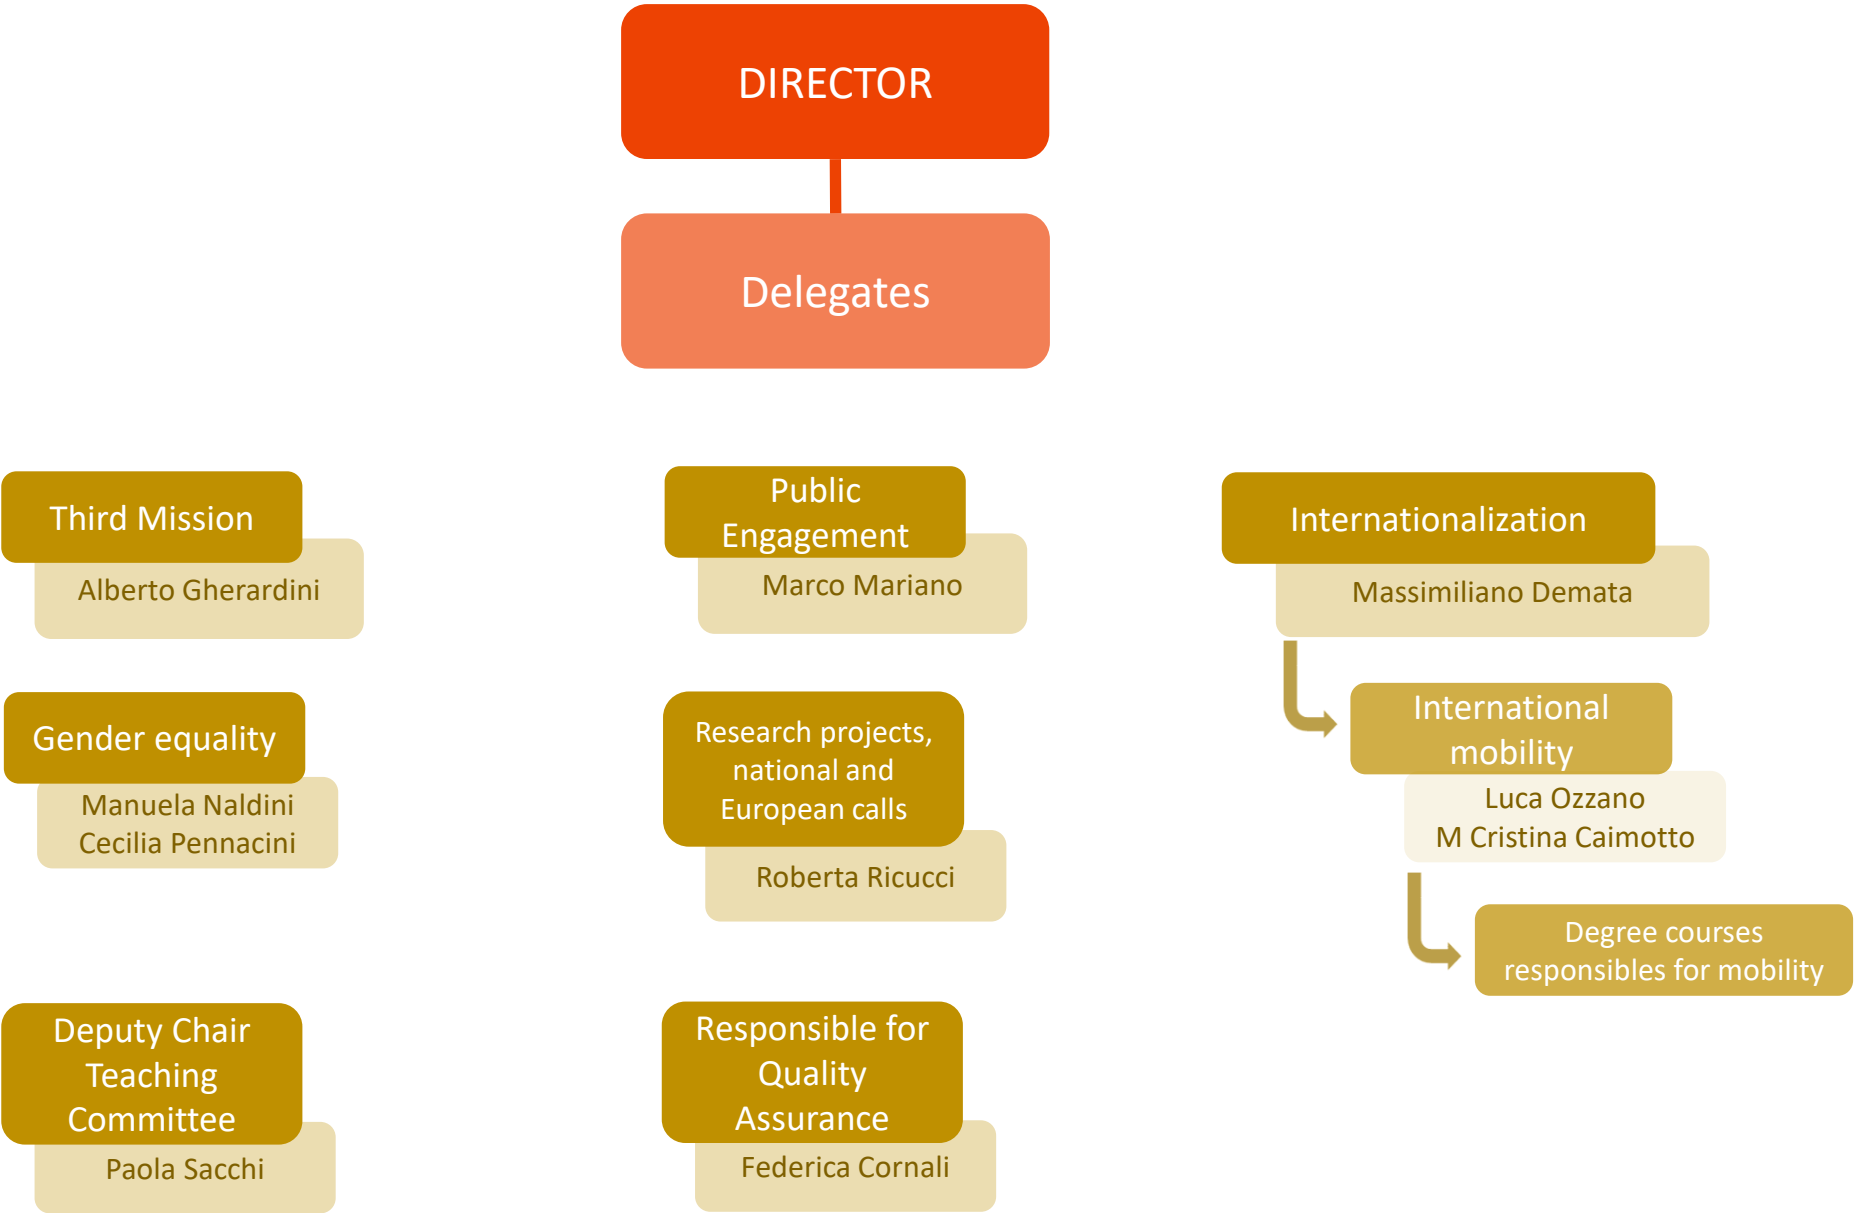 DIRECTOR
Delegates
Third Mission
Alberto Gherardini
Public
Engagement
Marco Mariano
Internationalization
Massimiliano Demata
Gender equality
Manuela Naldini
Cecilia Pennacini
Research projects,
national and
European calls
Roberta Ricucci
International
mobility
Luca Ozzano
M Cristina Caimotto
Degree courses
responsibles for mobility
Deputy Chair
Teaching
Committee
Paola Sacchi
Responsible for
Quality
Assurance
Federica Cornali